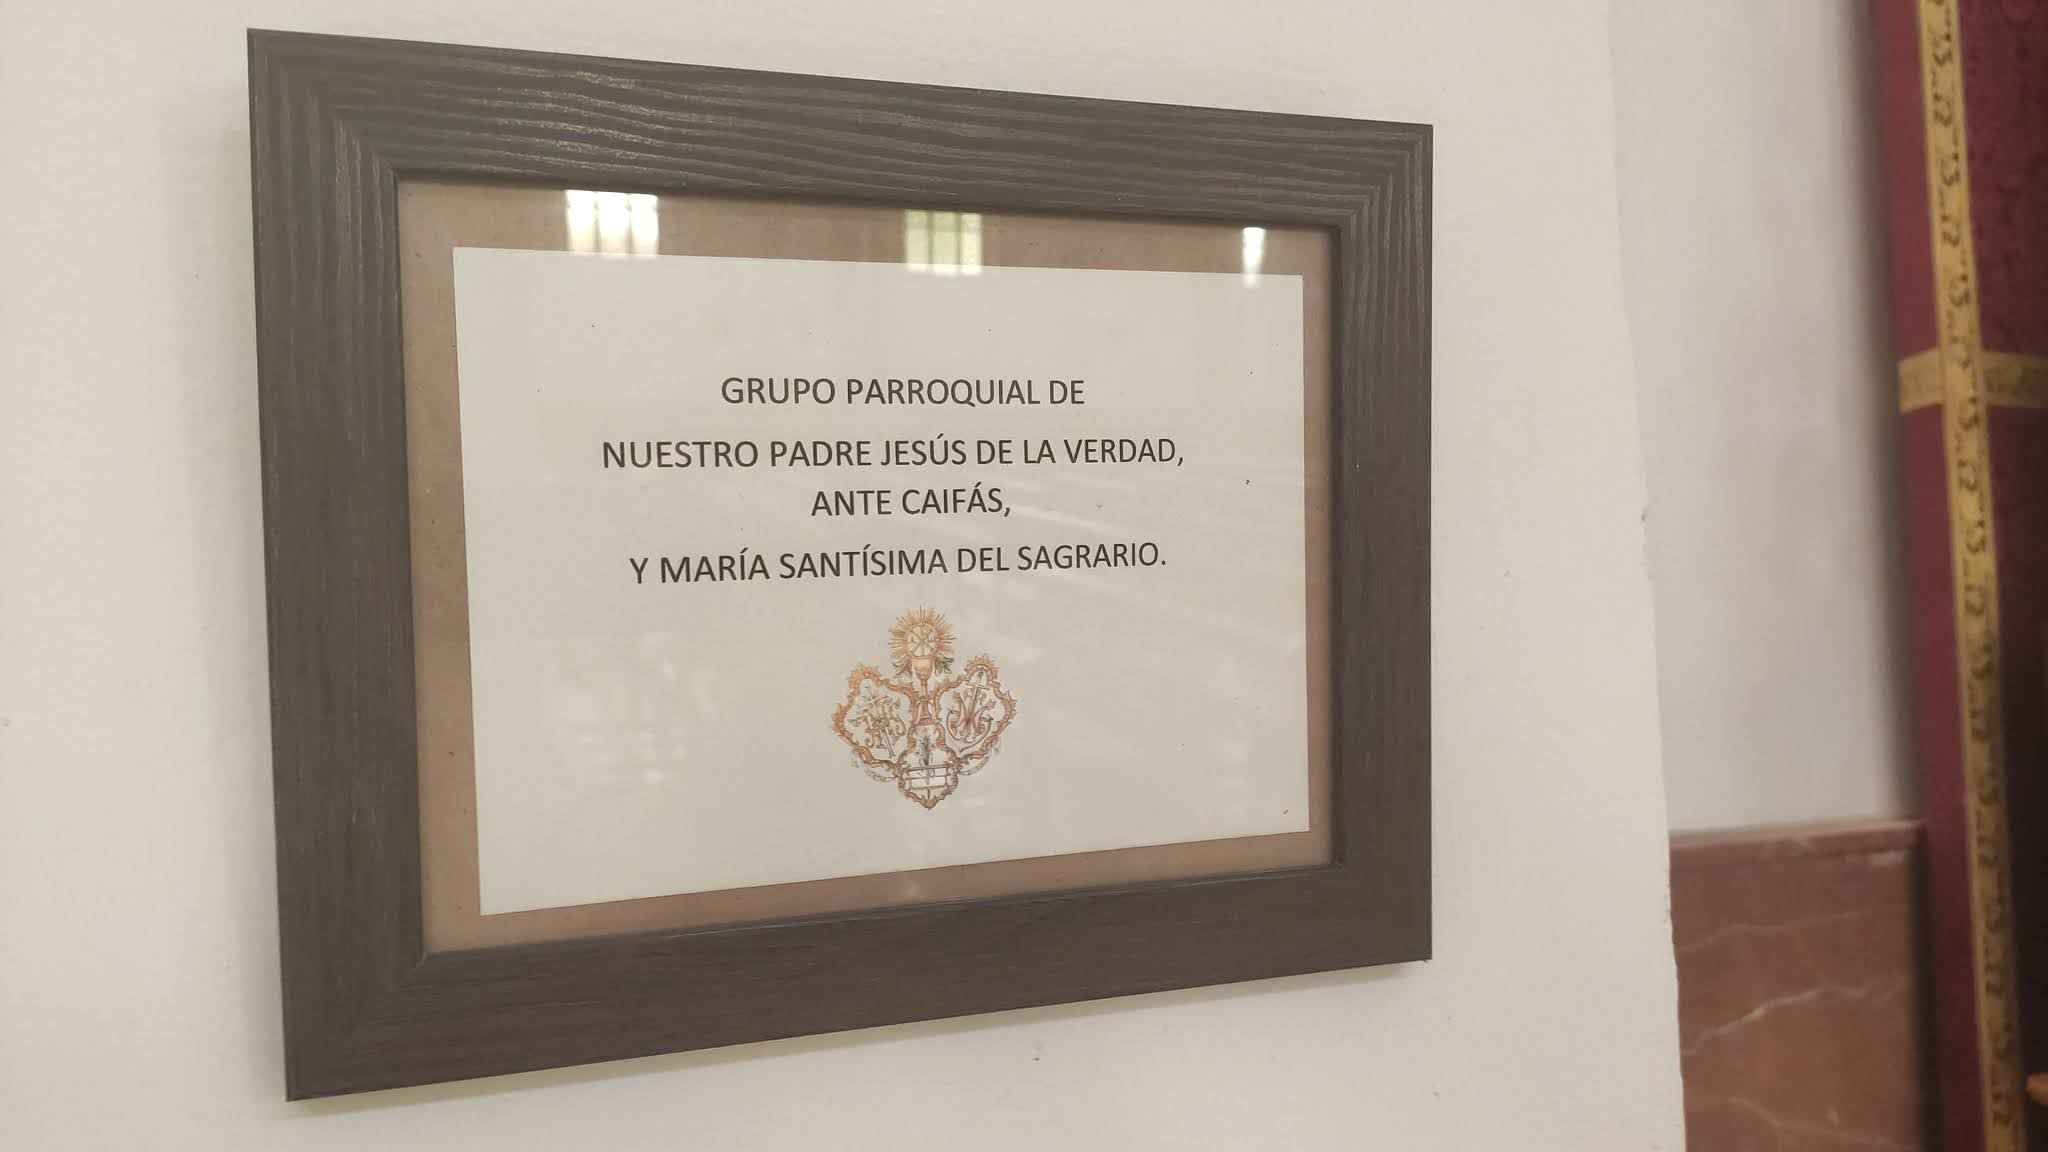 GRUPO PARROQUIAL DE
NUESTRO PADRE JESÚS DE LA VERDAD,
ANTE CAIFÁS,
Y MARÍA SANTÍSIMA DEL SAGRARIO.